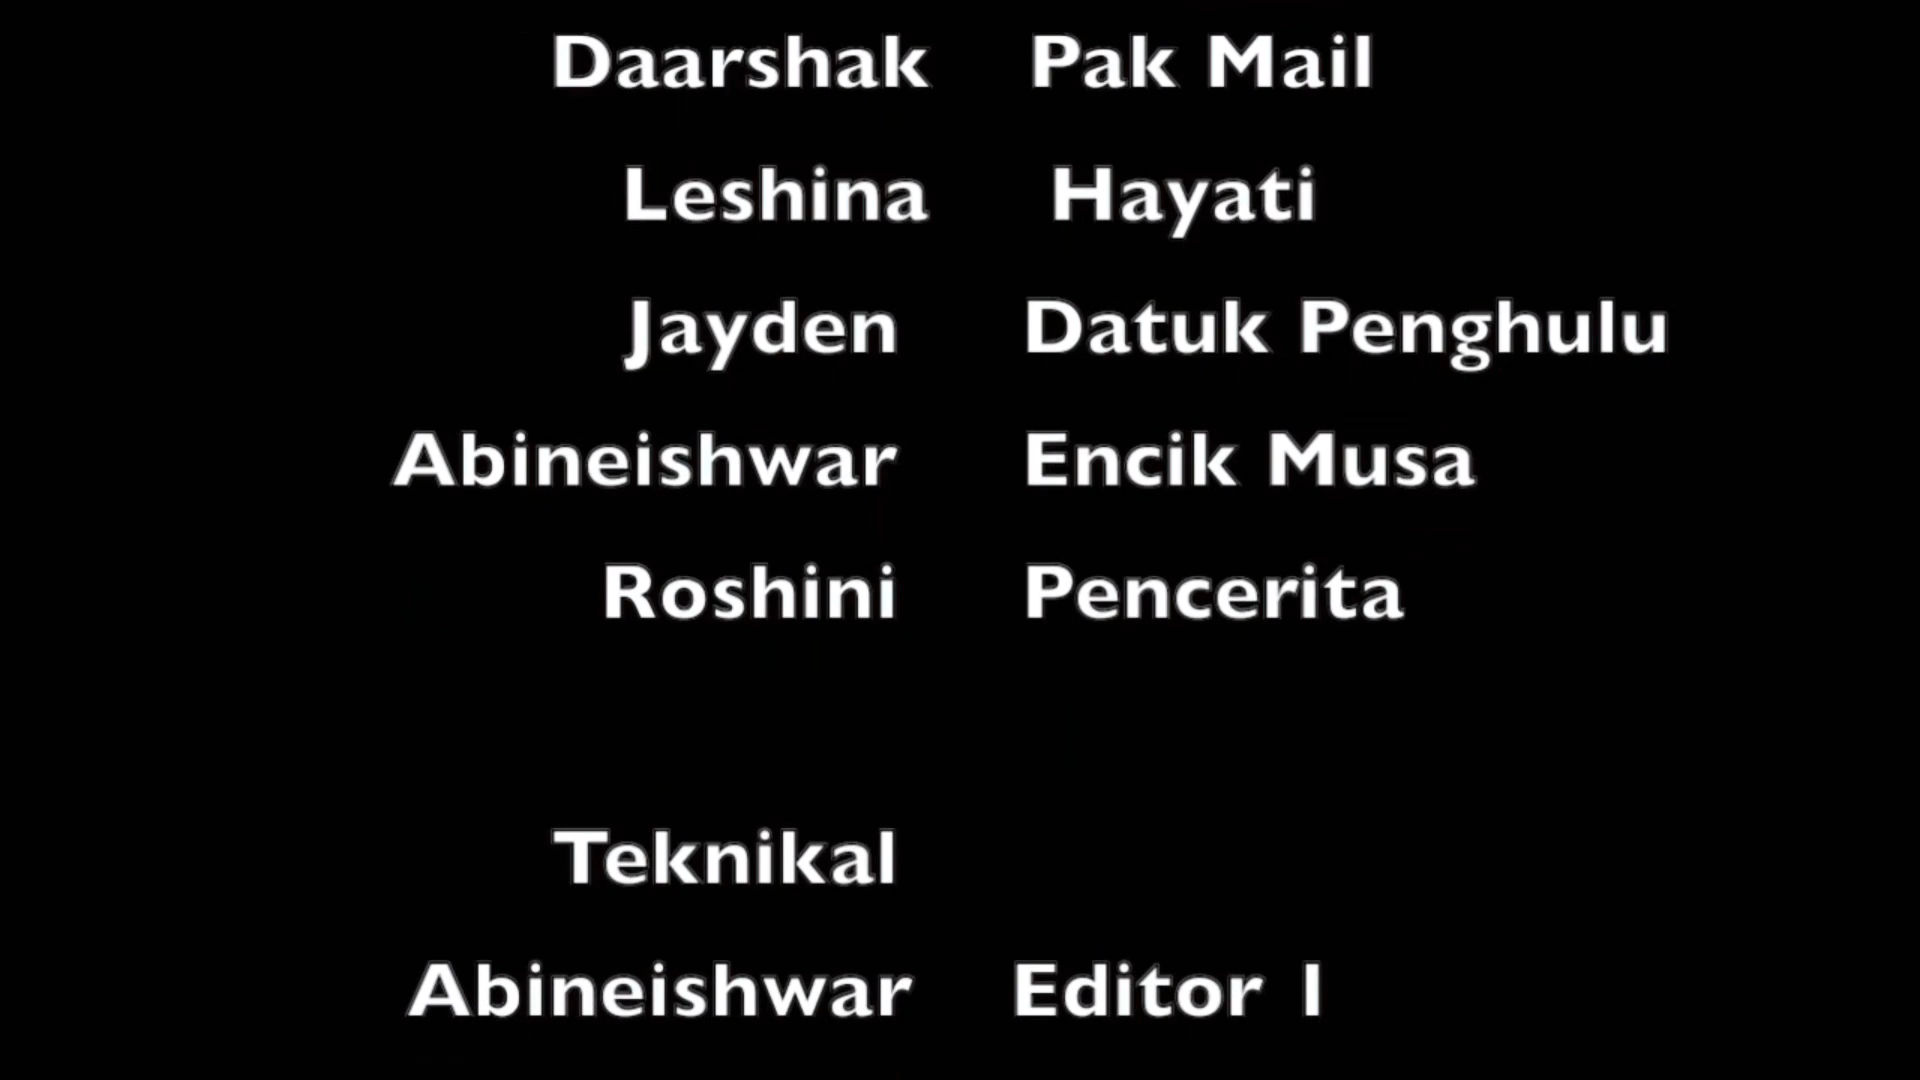 Daarshak Pak Mail
Leshina Hayati
Jayden Datuk Penghulu
Abineishwar Encik Musa
Roshini Pencerita
Teknikal
Abineishwar Editor 1